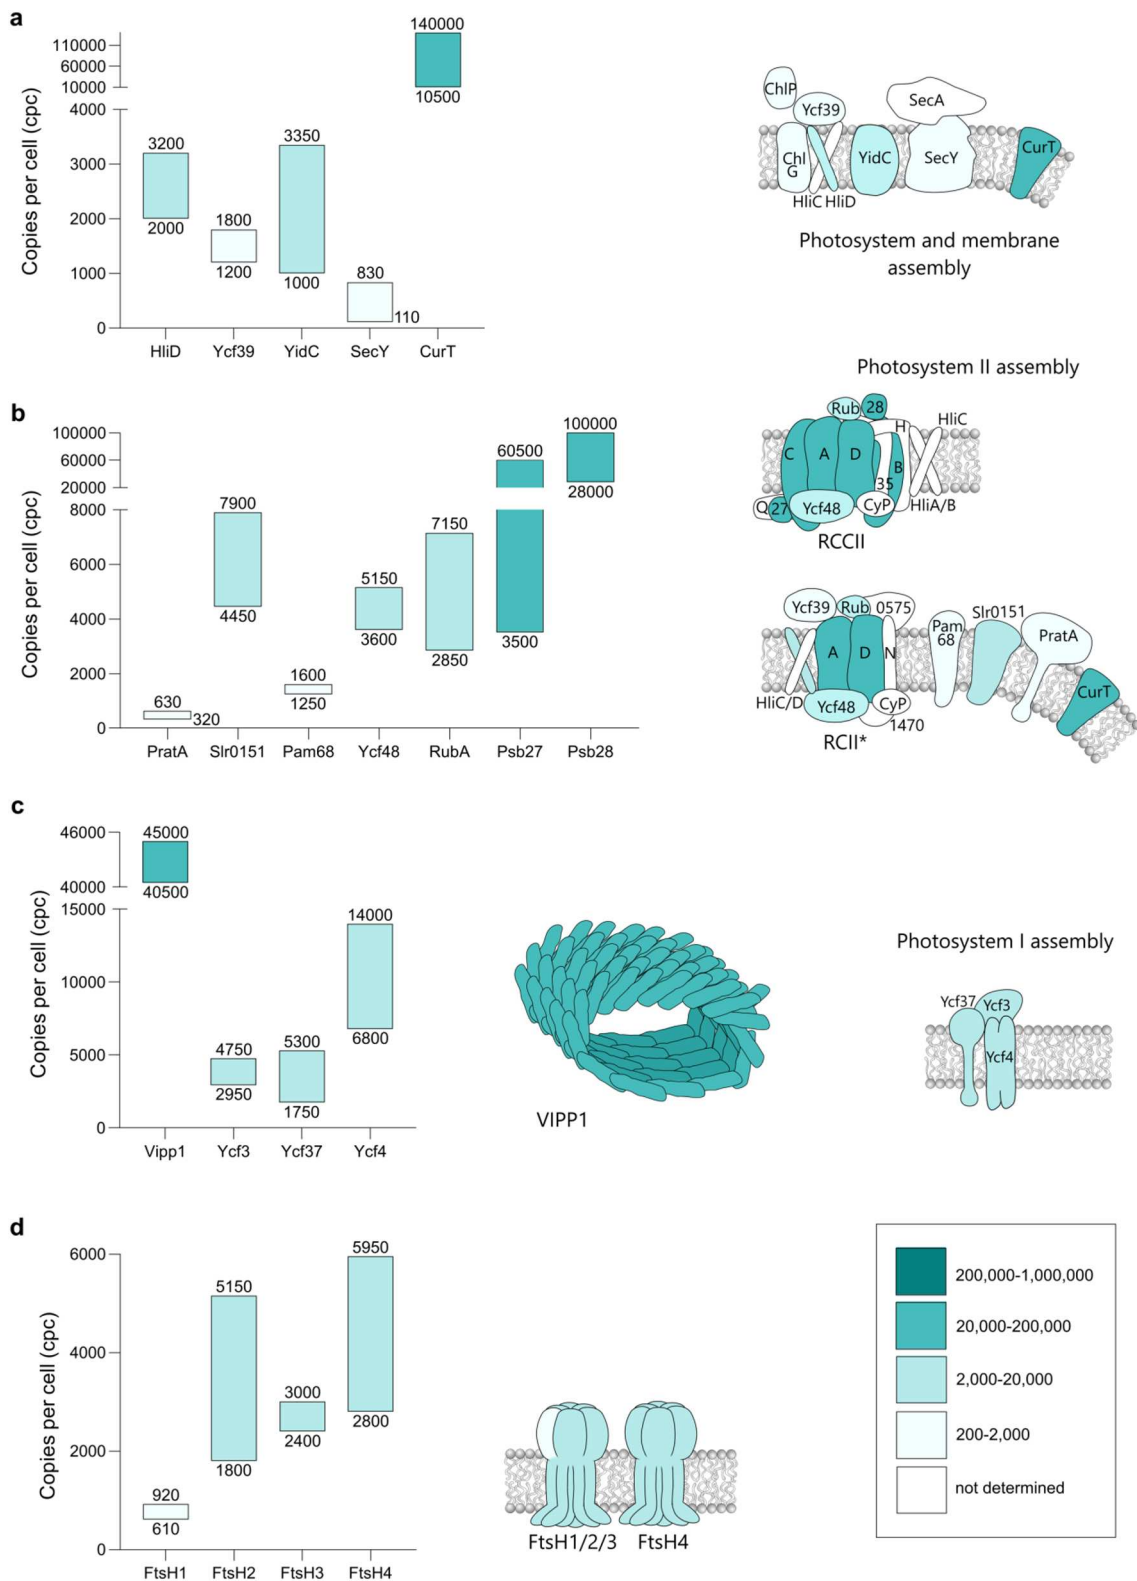 a
Copies per cell (cpc)
110000
60000
10000
4000
3000
2000
1000
0
3200
2000
1800
1200
3350
1000
830
110
140000
10500
HliD Ycf39 YidC SecY CurT
ChlP
Ycf39
SecA
Chl
G
YidC
SecY
CurT
HliC HliD
Photosystem and membrane
assembly
b
Copies per cell (cpc)
100000
60000
20000
8000
6000
4000
2000
0
630
320
7900
4450
1600
1250
5150
3600
7150
2850
60500
3500
100000
28000
PratA Slr0151 Pam68 Ycf48 RubA Psb27 Psb28
Photosystem II assembly
Rub 28
H
HliC
C A D
B
35
Q 27 Ycf48 CyP
HliA/B
RCCII
Ycf39 Rub 0575
A D N
HliC/D
Ycf48 CyP
1470
RCII*
Pam
68
Slr0151
PratA
CurT
c
Copies per cell (cpc)
46000
40000
15000
10000
5000
0
45000
40500
4750
2950
5300
1750
14000
6800
Vipp1 Ycf3 Ycf37 Ycf4
VIPP1
Photosystem I assembly
Ycf37 Ycf3
Ycf4
d
Copies per cell (cpc)
6000
4000
2000
0
920
610
5150
1800
3000
2400
5950
2800
FtsH1 FtsH2 FtsH3 FtsH4
FtsH1/2/3 FtsH4
200,000-1,000,000
20,000-200,000
2,000-20,000
200-2,000
not determined